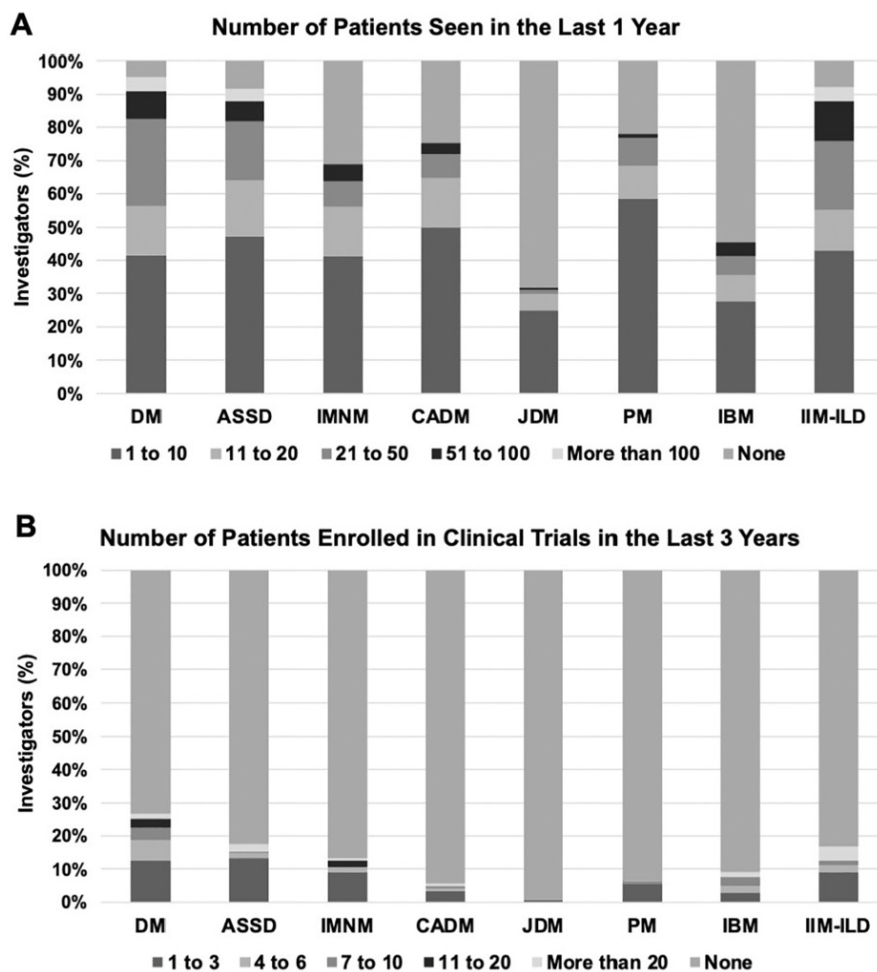 A
Number of Patients Seen in the Last 1 Year
100%
90%
80%
70%
60%
50%
40%
30%
20%
10%
0%
Investigators (%)
DM ASSD IMNM CADM JDM PM IBM IIM-ILD
1 to 10 11 to 20 21 to 50 51 to 100 More than 100 None
B
Number of Patients Enrolled in Clinical Trials in the Last 3 Years
100%
90%
80%
70%
60%
50%
40%
30%
20%
10%
0%
Investigators (%)
DM ASSD IMNM CADM JDM PM IBM IIM-ILD
1 to 3 4 to 6 7 to 10 11 to 20 More than 20 None